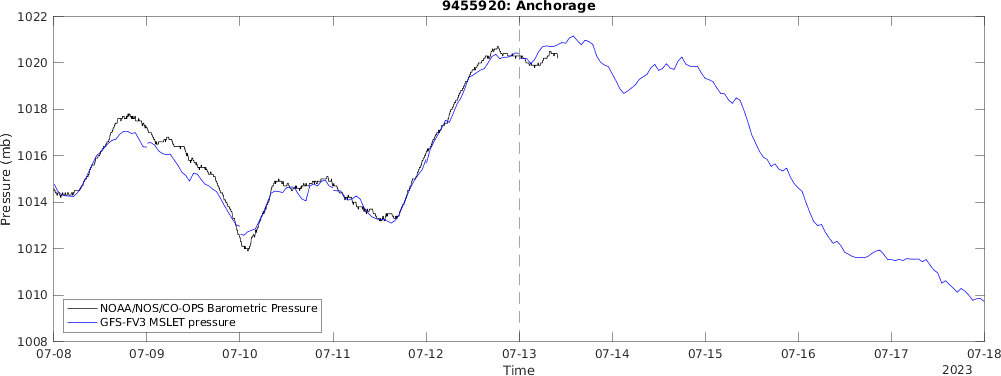 9455920: Anchorage
1022
1020
1018
1016
1014
1012
1010
1008
Pressure (mb)
NOAA/NOS/CO-OPS Barometric Pressure
GFS-FV3 MSLET pressure
07-08 07-09 07-10 07-11 07-12 07-13 07-14 07-15 07-16 07-17 07-18
Time
2023